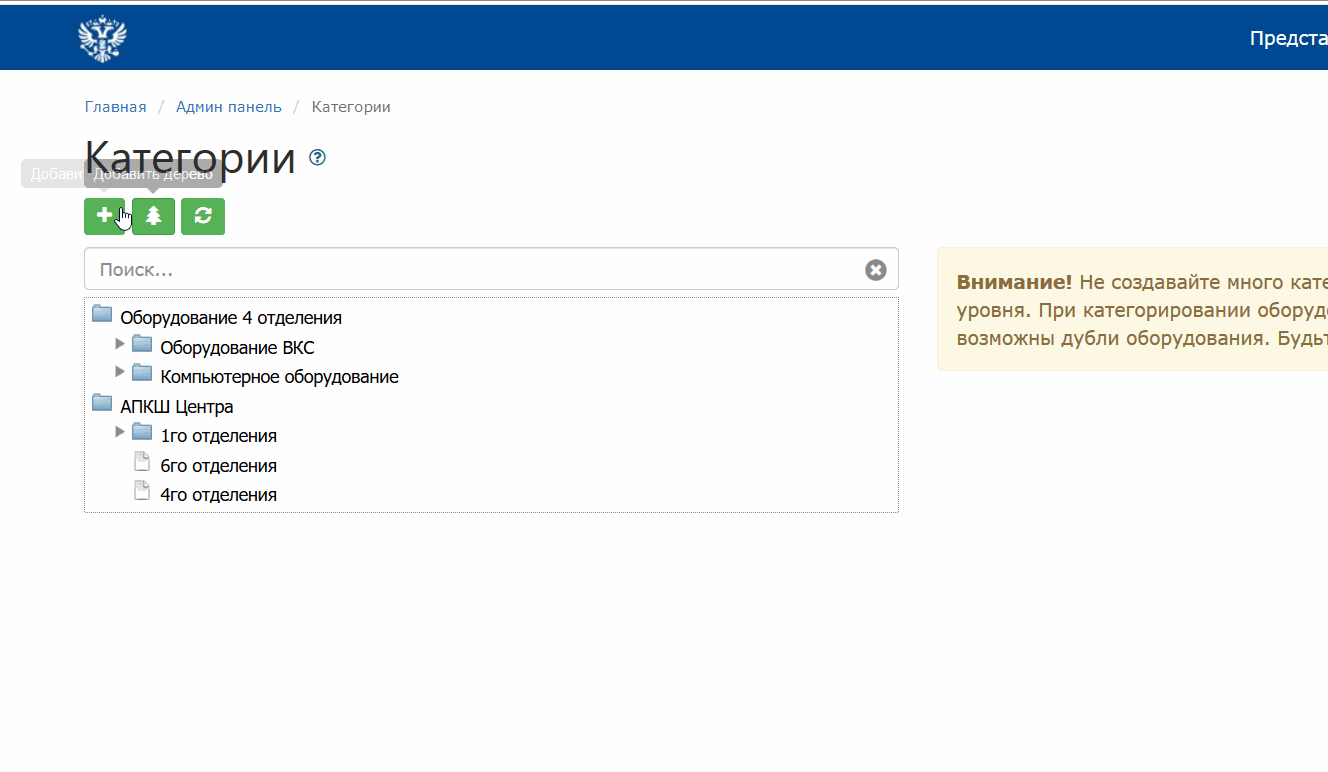 Предста
Главная / Админ панель / Категории
Категории
Добави
Добавить дерево
Поиск...
Оборудование 4 отделения
Оборудование ВКС
Компьютерное оборудование
АПКШ Центра
1го отделения
6го отделения
4го отделения
Внимание! Не создавайте много кате
уровня. При категорировании оборуд
возможны дубли оборудования. Будьт